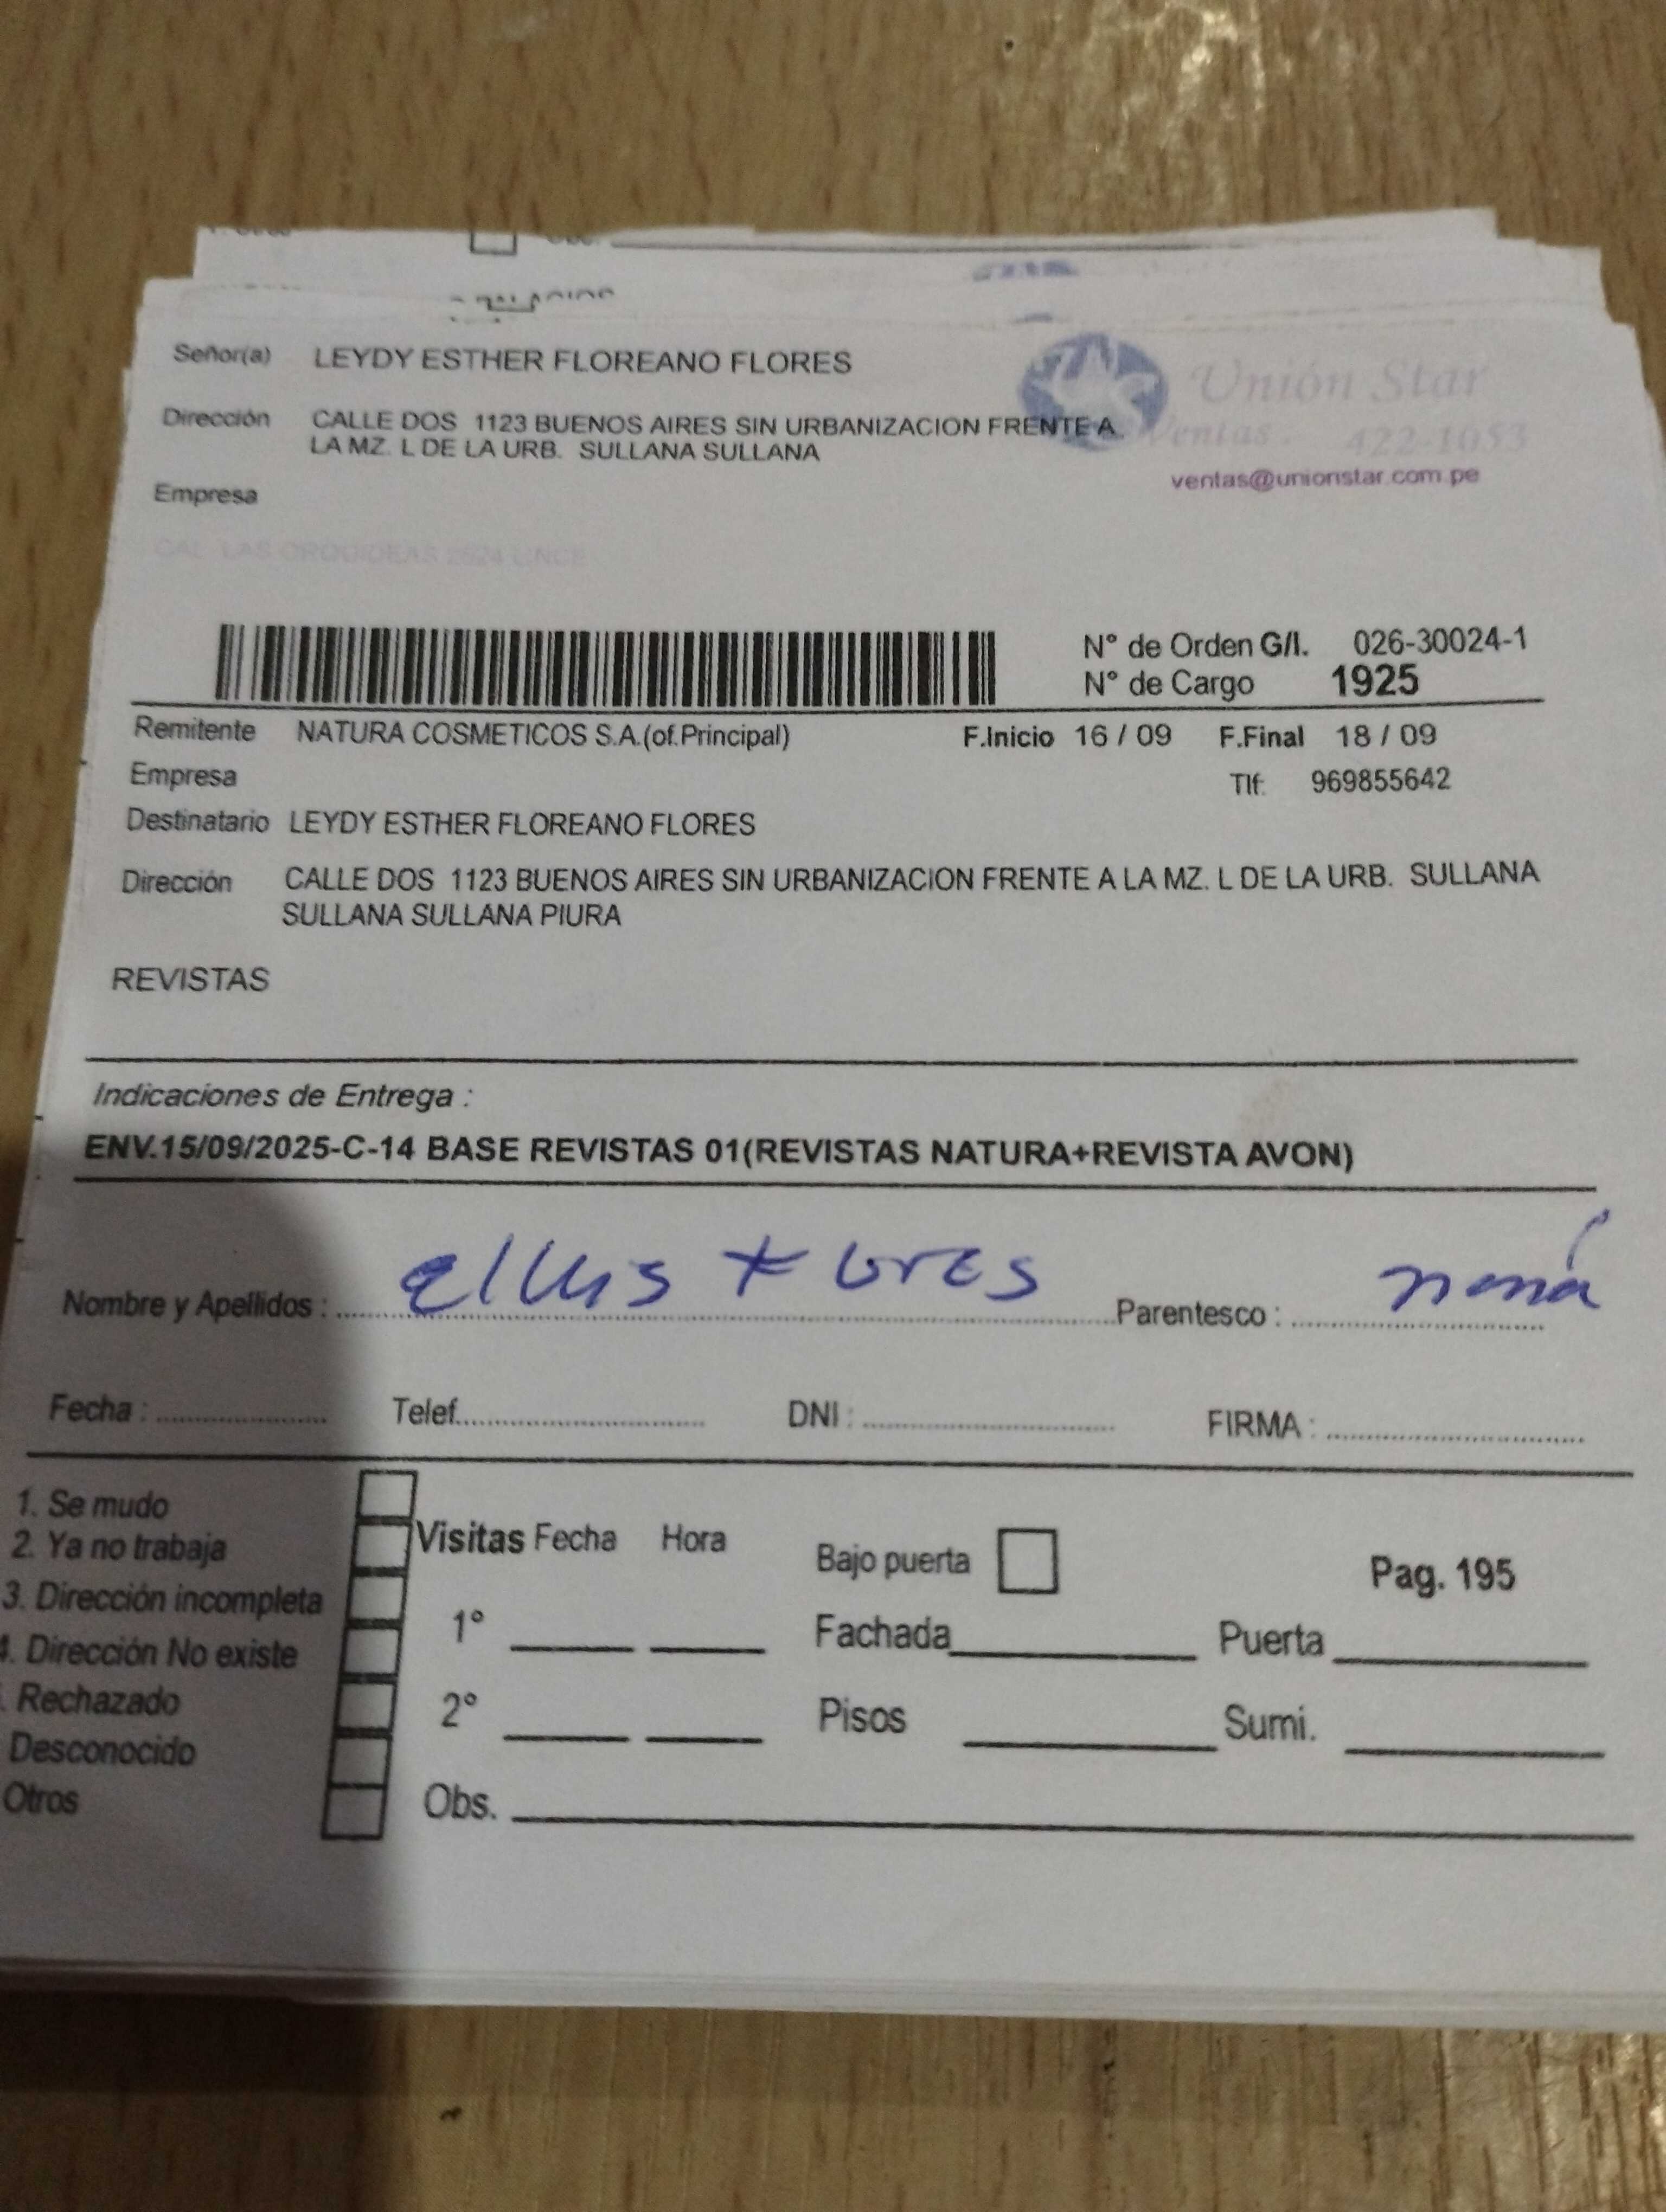 Señor(a) LEYDY ESTHER FLOREANO FLORES
Dirección CALLE DOS 1123 BUENOS AIRES SIN URBANIZACION FRENTE A
LA MZ. L DE LA URB. SULLANA SULLANA
Unión Star
Ventas. 422-1053
ventas@unionstar.com.pe
Empresa
N° de Orden G/I. 026-30024-1
N° de Cargo 1925
Remitente NATURA COSMETICOS S.A.(of.Principal) F.Inicio 16 / 09 F.Final 18 / 09
Empresa Tlf: 969855642
Destinatario LEYDY ESTHER FLOREANO FLORES
Dirección CALLE DOS 1123 BUENOS AIRES SIN URBANIZACION FRENTE A LA MZ. L DE LA URB. SULLANA
SULLANA SULLANA PIURA
REVISTAS
Indicaciones de Entrega :
ENV.15/09/2025-C-14 BASE REVISTAS 01(REVISTAS NATURA+REVISTA AVON)
Nombre y Apellidos : Flores Parentesco :
Fecha : Telef. DNI : FIRMA :
1. Se mudo
2. Ya no trabaja
3. Dirección incompleta
. Dirección No existe
. Rechazado
Desconocido
Otros
Visitas Fecha Hora
1°
2°
Obs.
Bajo puerta
Fachada Puerta
Pisos Sumi.
Pag. 195